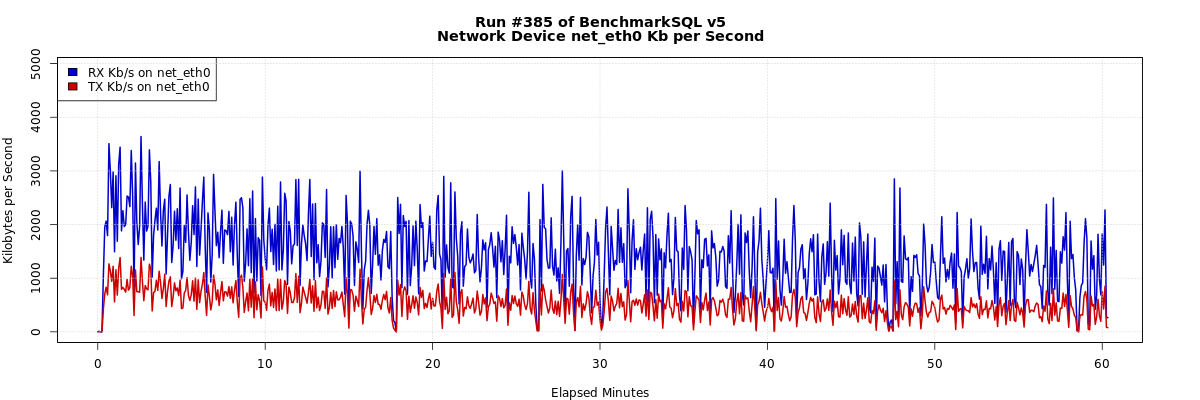 Run #385 of BenchmarkSQL v5
Network Device net_eth0 Kb per Second
RX Kb/s on net_eth0
TX Kb/s on net_eth0
Kilobytes per Second
5000
4000
3000
2000
1000
0
0 10 20 30 40 50 60
Elapsed Minutes